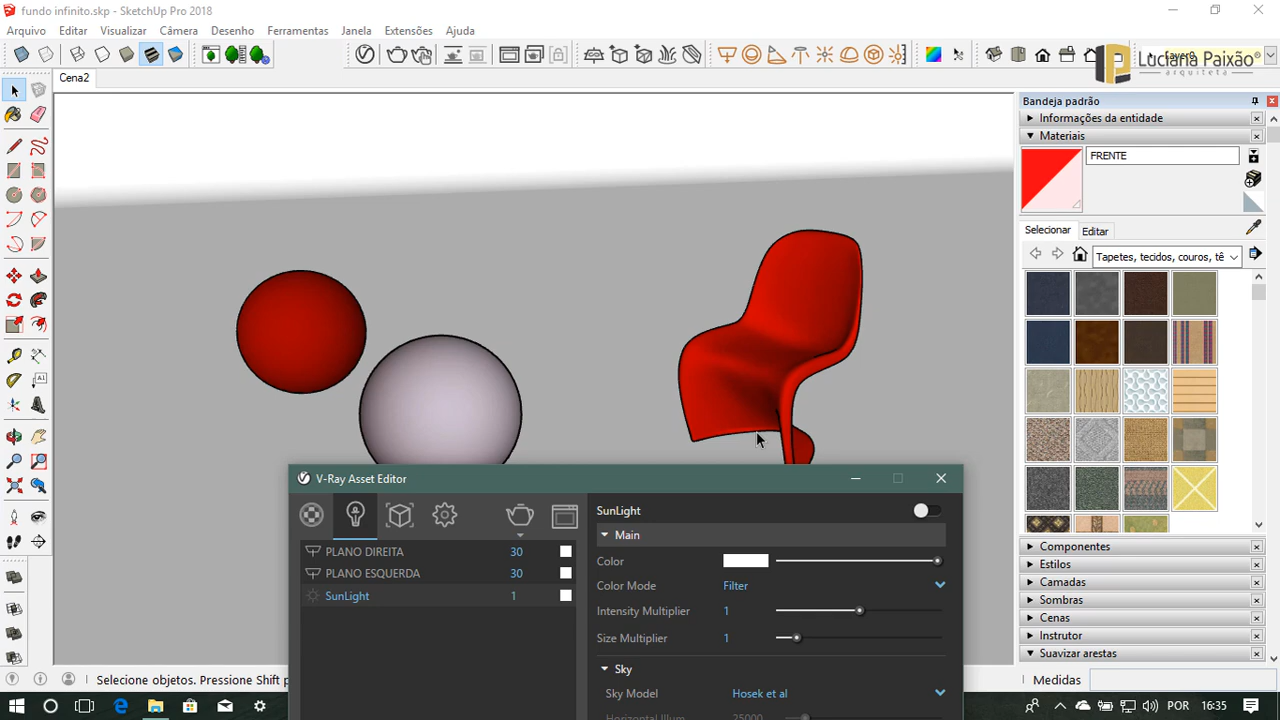 fundo infinito.skp - SketchUp Pro 2018
Arquivo Editar Visualizar Câmera Desenho Ferramentas Janela Extensões Ajuda
Luciana Paixão®
arquiteta
Cena2
Bandeja padrão
Informações da entidade
Materiais
FRENTE
Selecionar Editar
Tapetes, tecidos, couros, tê
Componentes
Estilos
Camadas
Sombras
Cenas
Instrutor
Suavizar arestas
V-Ray Asset Editor
PLANO DIREITA 30
PLANO ESQUERDA 30
SunLight 1
SunLight
Main
Color
Color Mode Filter
Intensity Multiplier 1
Size Multiplier 1
Sky
Sky Model Hosek et al
Horizontal Illum 25000
Selecione objetos. Pressione Shift p
Medidas
POR 16:35